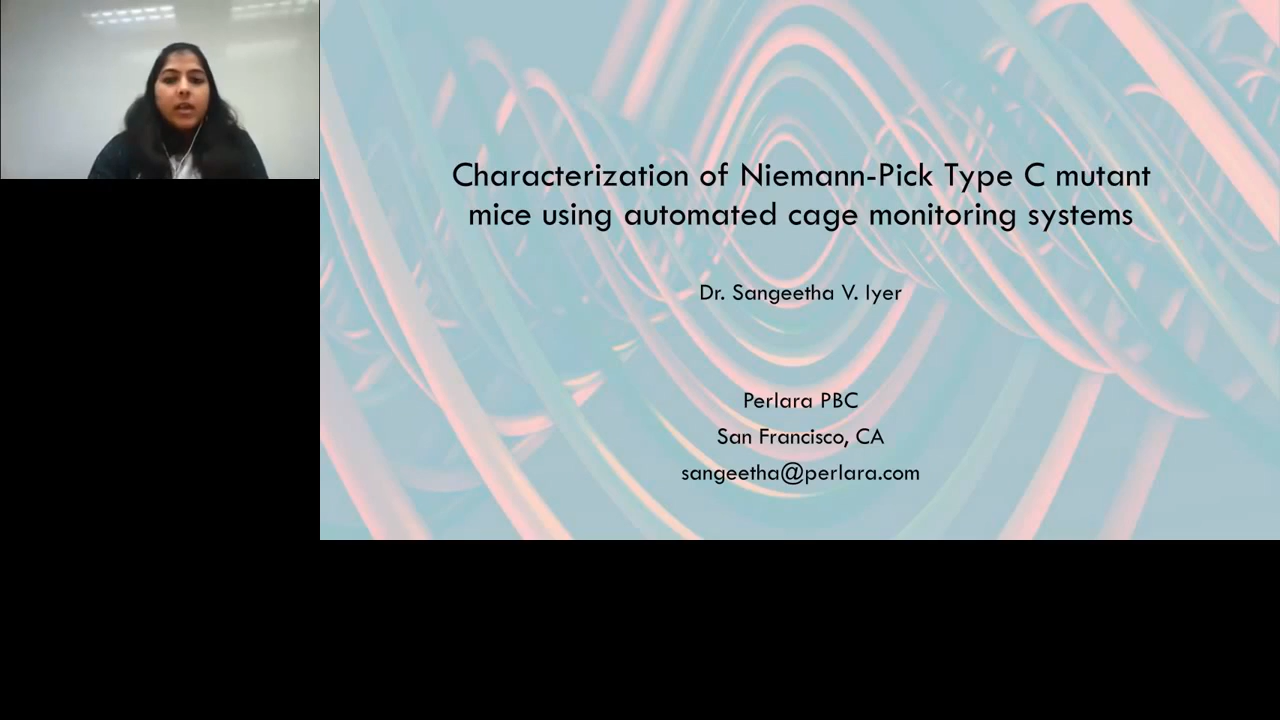 Characterization of Niemann-Pick Type C mutant
mice using automated cage monitoring systems
Dr. Sangeetha V. Iyer
Perlara PBC
San Francisco, CA
sangeetha@perlara.com